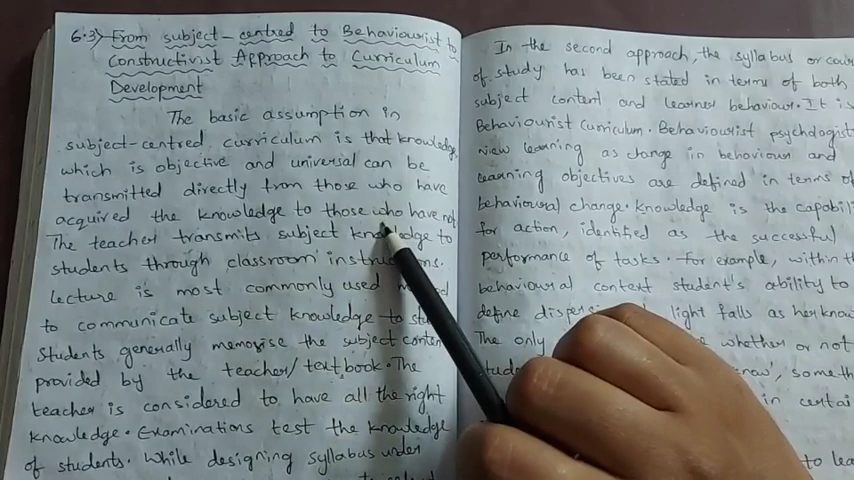 6.3) From subject-centred to Behaviourist to
Constructivist Approach to Curriculum
Development
The basic assumption in
subject-centred curriculum is that knowledge,
which is objective and universal can be
transmitted directly from those who have
acquired the knowledge to those who have not
The teacher transmits subject knowledge to
students through classroom
Lecture is most commonly used
to communicate subject knowledge to
Students generally memorise the subject
provided by the teacher/textbook. The
teacher is considered to have all the right
knowledge. Examinations test the knowledge
of students. While designing syllabus under
In the second approach, the syllabus or
of study has been stated in terms of both
subject content and learner behaviour. It is
Behaviourist Curriculum. Behaviourist psychologist
view learning as change in behaviour and
learning objectives are defined in terms of
behavioural change. Knowledge is the
for action, identified as the successful
performance of tasks. For example, within
behavioural context student's ability to
define light falls as her
The only whether or not
in
to